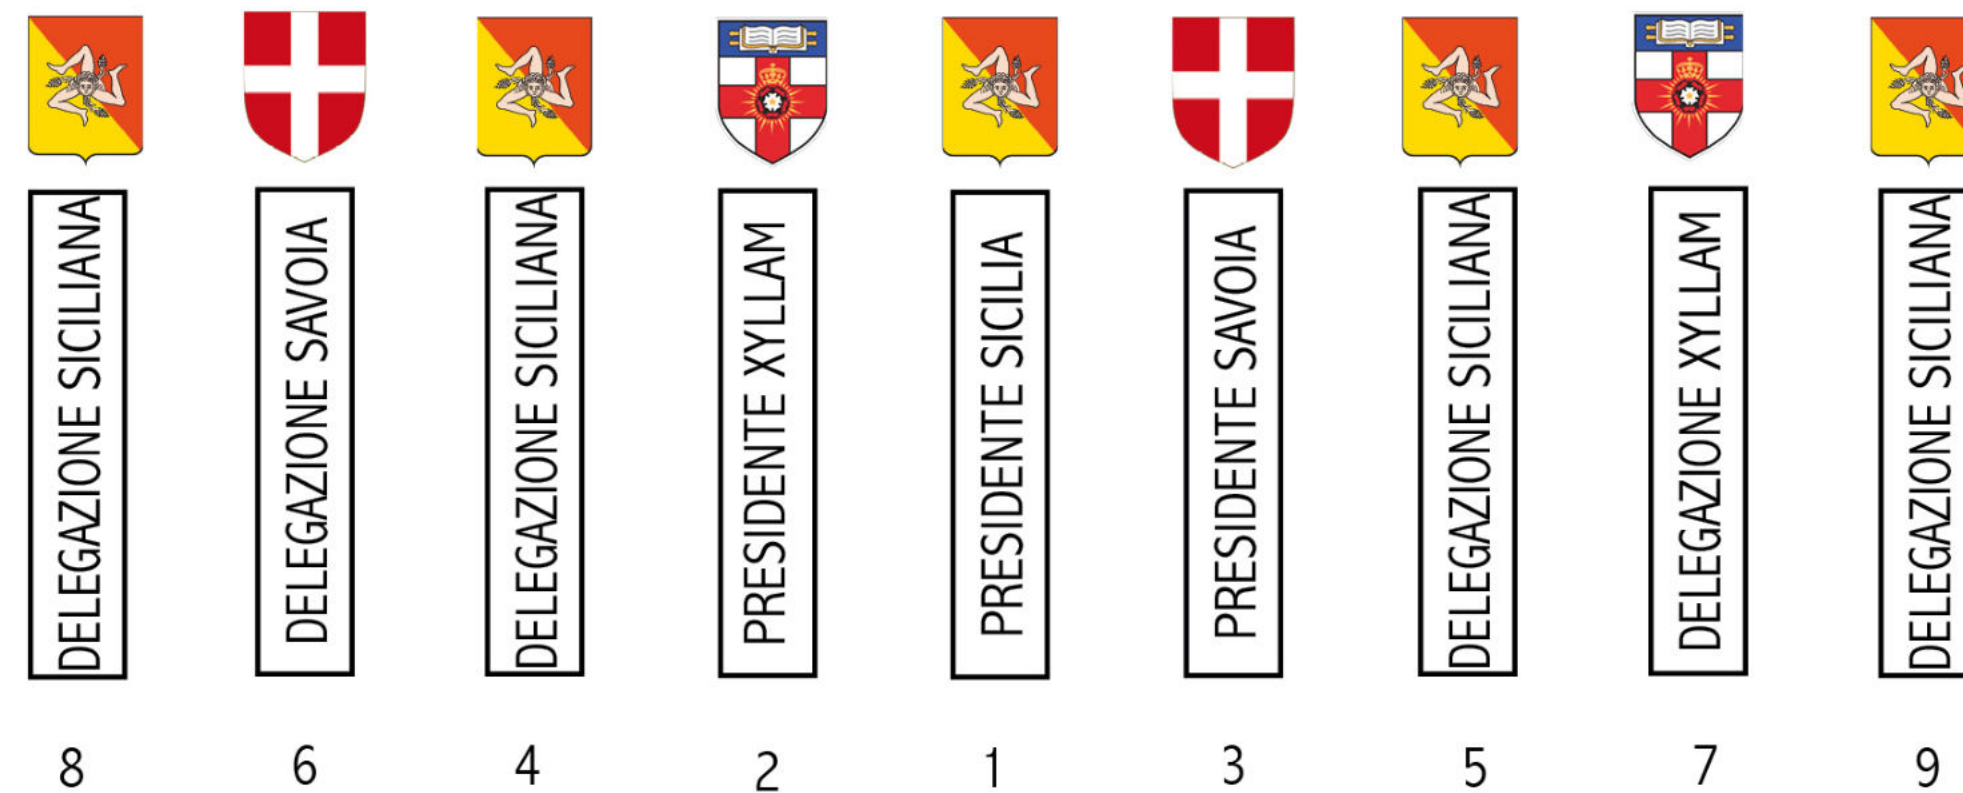 DELEGAZIONE SICILIANA
DELEGAZIONE SAVOIA
DELEGAZIONE SICILIANA
PRESIDENTE XYLLAM
PRESIDENTE SICILIA
PRESIDENTE SAVOIA
DELEGAZIONE SICILIANA
DELEGAZIONE XYLLAM
DELEGAZIONE SICILIANA
8 6 4 2 1 3 5 7 9